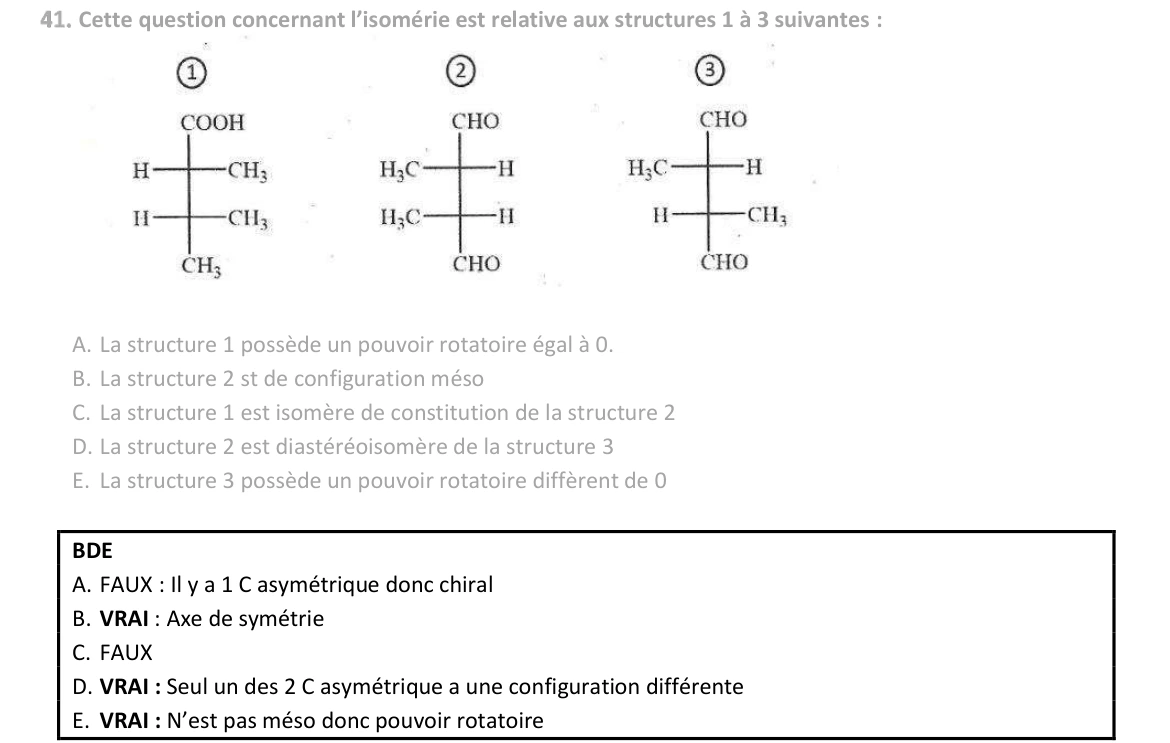 41. Cette question concernant l’isomérie est relative aux structures 1 à 3 suivantes :
1 2 3
COOH CHO CHO
H CH3 H3C H H3C H
H CH3 H3C H H CH3
CH3 CHO CHO
A. La structure 1 possède un pouvoir rotatoire égal à 0.
B. La structure 2 st de configuration méso
C. La structure 1 est isomère de constitution de la structure 2
D. La structure 2 est diastéréoisomère de la structure 3
E. La structure 3 possède un pouvoir rotatoire diffèrent de 0
BDE
A. FAUX : Il y a 1 C asymétrique donc chiral
B. VRAI : Axe de symétrie
C. FAUX
D. VRAI : Seul un des 2 C asymétrique a une configuration différente
E. VRAI : N’est pas méso donc pouvoir rotatoire